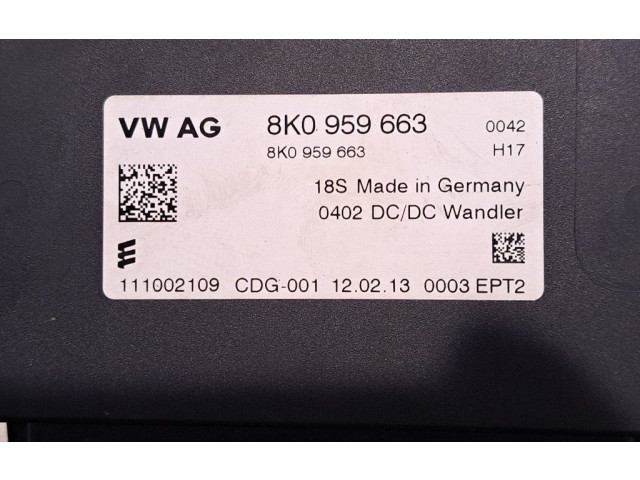 VW AG 8K0 959 663 0042
8K0 959 663 H17
18S Made in Germany
0402 DC/DC Wandler
111002109 CDG-001 12.02.13 0003 EPT2